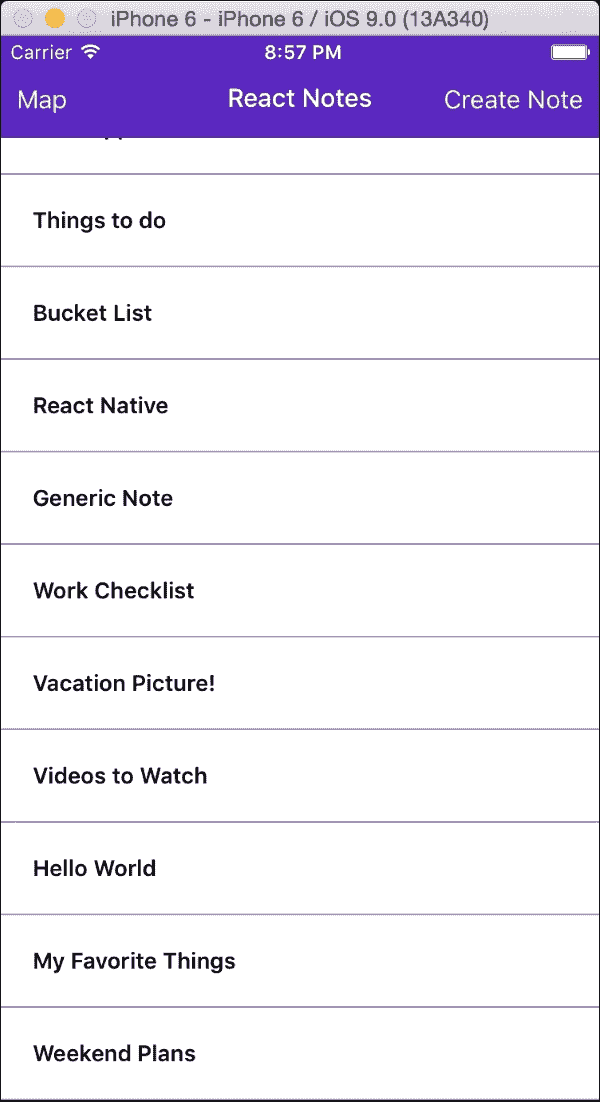 iPhone 6 - iPhone 6 / iOS 9.0 (13A340)
Carrier 8:57 PM
Map React Notes Create Note
Things to do
Bucket List
React Native
Generic Note
Work Checklist
Vacation Picture!
Videos to Watch
Hello World
My Favorite Things
Weekend Plans